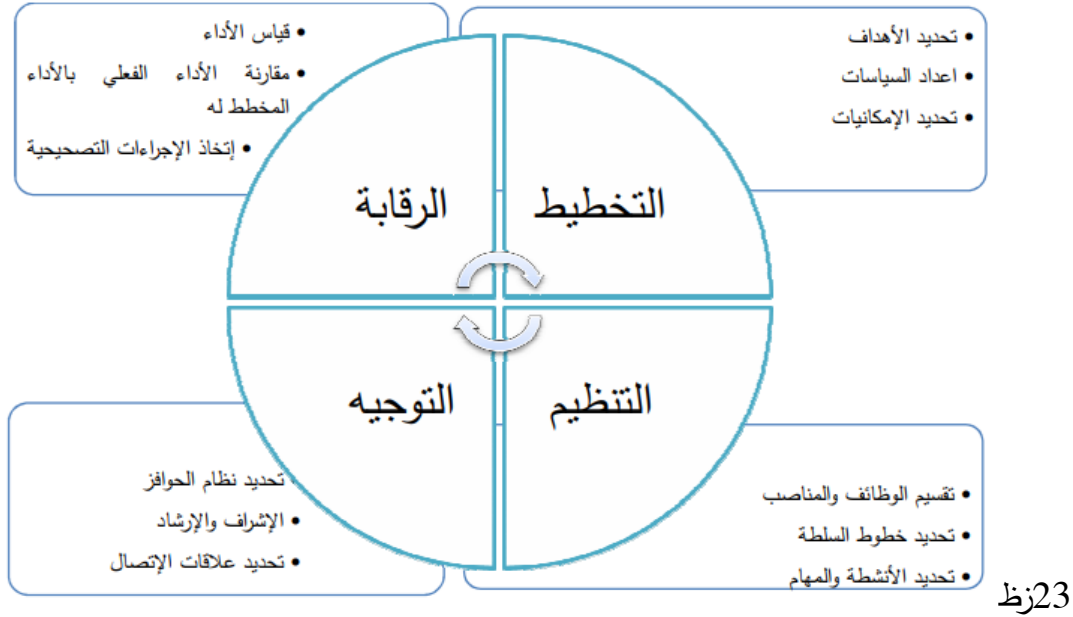 • تحديد الأهداف
• اعداد السياسات
• تحديد الإمكانيات
• قياس الأداء
• مقارنة الأداء الفعلي بالأداء
المخطط له
• إتخاذ الإجراءات التصحيحية
التخطيط
الرقابة
التنظيم
التوجيه
• تقسيم الوظائف والمناصب
• تحديد خطوط السلطة
• تحديد الأنشطة والمهام
• تحديد نظام الحوافز
• الإشراف والإرشاد
• تحديد علاقات الإتصال
23زظ